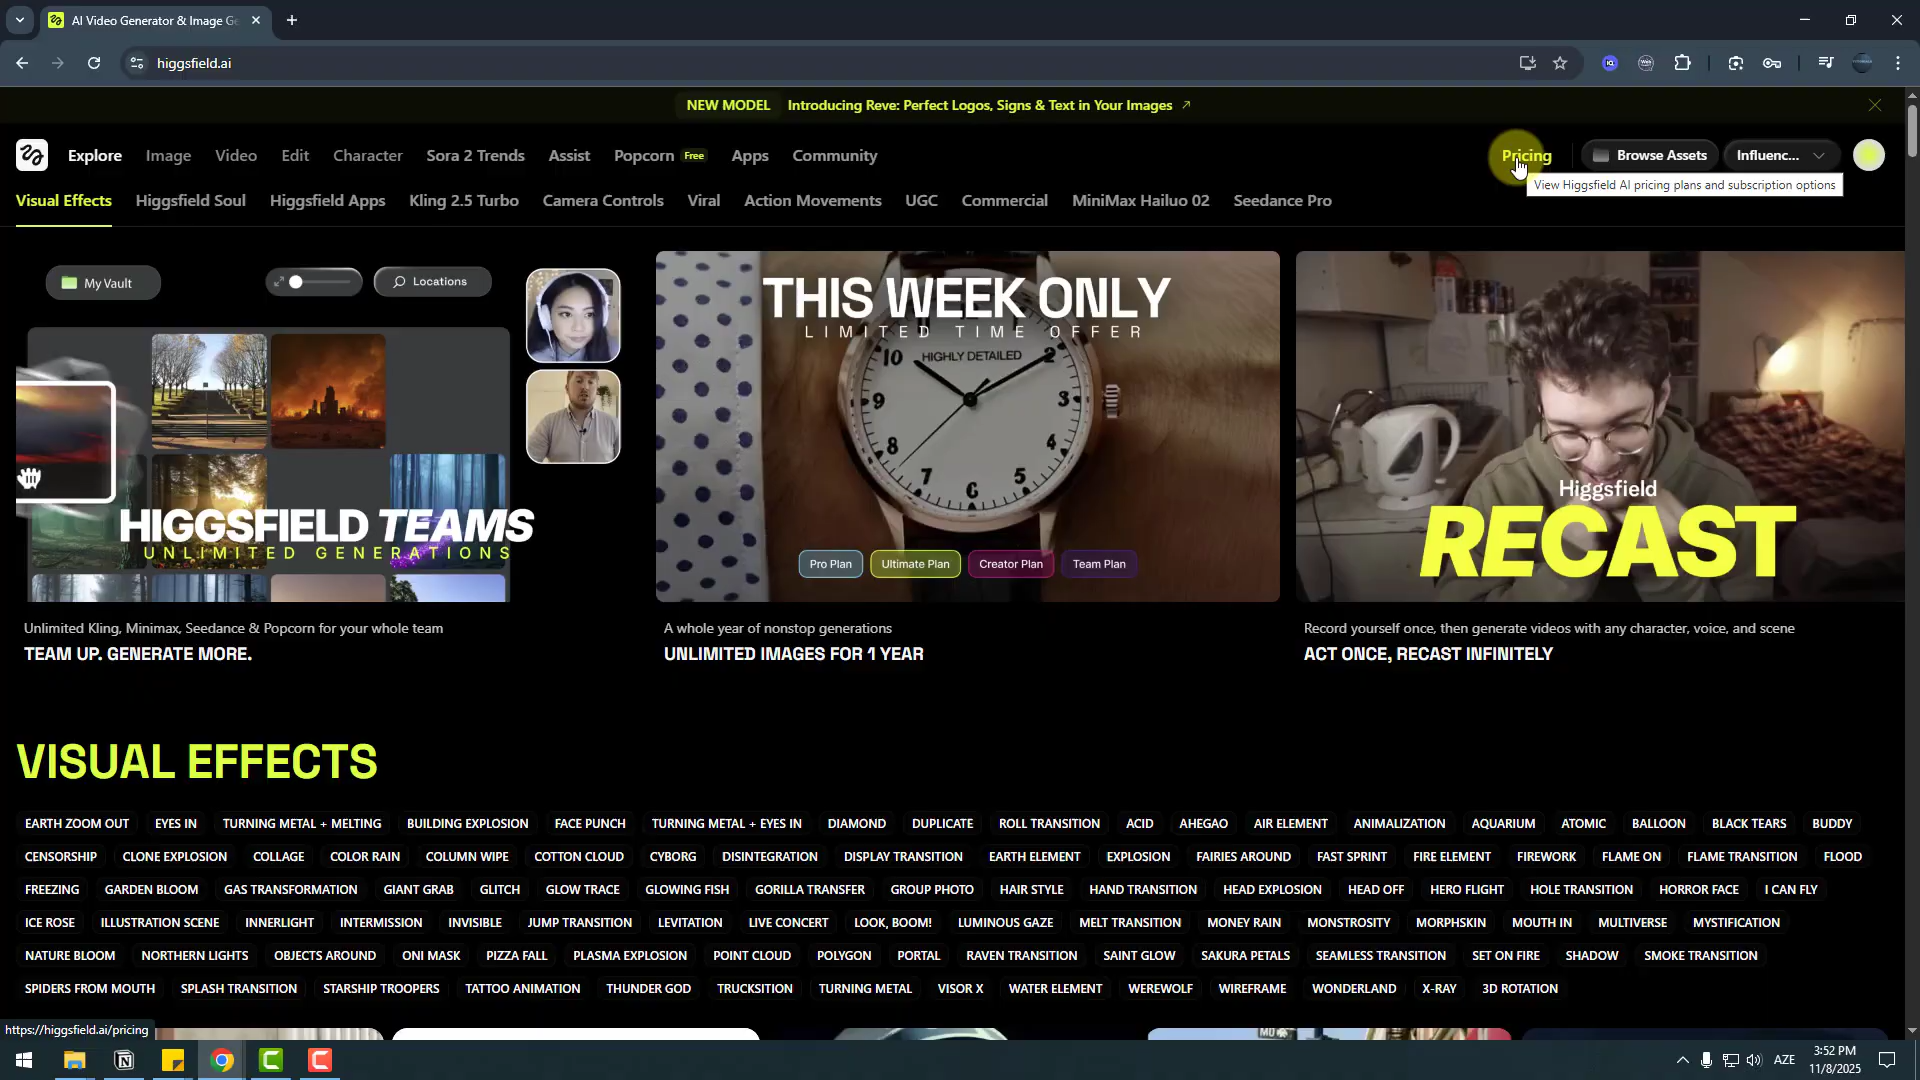 AI Video Generator & Image Ge
higgsfield.ai
NEW MODEL Introducing Reve: Perfect Logos, Signs & Text in Your Images
Explore Image Video Edit Character Sora 2 Trends Assist Popcorn Free Apps Community Pricing Browse Assets Influenc...
View Higgsfield AI pricing plans and subscription options
Visual Effects Higgsfield Soul Higgsfield Apps Kling 2.5 Turbo Camera Controls Viral Action Movements UGC Commercial MiniMax Hailuo 02 Seedance Pro
My Vault Locations
HIGGSFIELD TEAMS
UNLIMITED GENERATIONS
THIS WEEK ONLY
LIMITED TIME OFFER
HIGHLY DETAILED
10 2
9 3
8 4
7 6 5
Pro Plan Ultimate Plan Creator Plan Team Plan
Higgsfield
RECAST
Unlimited Kling, Minimax, Seedance & Popcorn for your whole team
TEAM UP. GENERATE MORE.
A whole year of nonstop generations
UNLIMITED IMAGES FOR 1 YEAR
Record yourself once, then generate videos with any character, voice, and scene
ACT ONCE, RECAST INFINITELY
VISUAL EFFECTS
EARTH ZOOM OUT EYES IN TURNING METAL + MELTING BUILDING EXPLOSION FACE PUNCH TURNING METAL + EYES IN DIAMOND DUPLICATE ROLL TRANSITION ACID AHEGAO AIR ELEMENT ANIMALIZATION AQUARIUM ATOMIC BALLOON BLACK TEARS BUDDY
CENSORSHIP CLONE EXPLOSION COLLAGE COLOR RAIN COLUMN WIPE COTTON CLOUD CYBORG DISINTEGRATION DISPLAY TRANSITION EARTH ELEMENT EXPLOSION FAIRIES AROUND FAST SPRINT FIRE ELEMENT FIREWORK FLAME ON FLAME TRANSITION FLOOD
FREEZING GARDEN BLOOM GAS TRANSFORMATION GIANT GRAB GLITCH GLOW TRACE GLOWING FISH GORILLA TRANSFER GROUP PHOTO HAIR STYLE HAND TRANSITION HEAD EXPLOSION HEAD OFF HERO FLIGHT HOLE TRANSITION HORROR FACE I CAN FLY
ICE ROSE ILLUSTRATION SCENE INNERLIGHT INTERMISSION INVISIBLE JUMP TRANSITION LEVITATION LIVE CONCERT LOOK, BOOM! LUMINOUS GAZE MELT TRANSITION MONEY RAIN MONSTROSITY MORPHSKIN MOUTH IN MULTIVERSE MYSTIFICATION
NATURE BLOOM NORTHERN LIGHTS OBJECTS AROUND ONI MASK PIZZA FALL PLASMA EXPLOSION POINT CLOUD POLYGON PORTAL RAVEN TRANSITION SAINT GLOW SAKURA PETALS SEAMLESS TRANSITION SET ON FIRE SHADOW SMOKE TRANSITION
SPIDERS FROM MOUTH SPLASH TRANSITION STARSHIP TROOPERS TATTOO ANIMATION THUNDER GOD TRUCKSITION TURNING METAL VISOR X WATER ELEMENT WEREWOLF WIREFRAME WONDERLAND X-RAY 3D ROTATION
https://higgsfield.ai/pricing
AZE
3:52 PM
11/8/2025